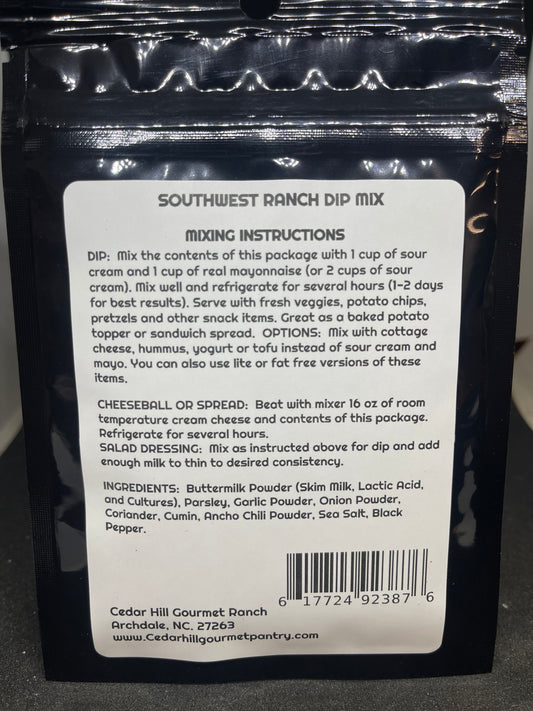 SOUTHWEST RANCH DIP MIX
MIXING INSTRUCTIONS
DIP: Mix the contents of this package with 1 cup of sour
cream and 1 cup of real mayonnaise (or 2 cups of sour
cream). Mix well and refrigerate for several hours (1-2 days
for best results). Serve with fresh veggies, potato chips,
pretzels and other snack items. Great as a baked potato
topper or sandwich spread. OPTIONS: Mix with cottage
cheese, hummus, yogurt or tofu instead of sour cream and
mayo. You can also use lite or fat free versions of these
items.
CHEESEBALL OR SPREAD: Beat with mixer 16 oz of room
temperature cream cheese and contents of this package.
Refrigerate for several hours.
SALAD DRESSING: Mix as instructed above for dip and add
enough milk to thin to desired consistency.
INGREDIENTS: Buttermilk Powder (Skim Milk, Lactic Acid,
and Cultures), Parsley, Garlic Powder, Onion Powder,
Coriander, Cumin, Ancho Chili Powder, Sea Salt, Black
Pepper.
6 17724 92387 6
Cedar Hill Gourmet Ranch
Archdale, NC. 27263
www.Cedarhillgourmetpantry.com